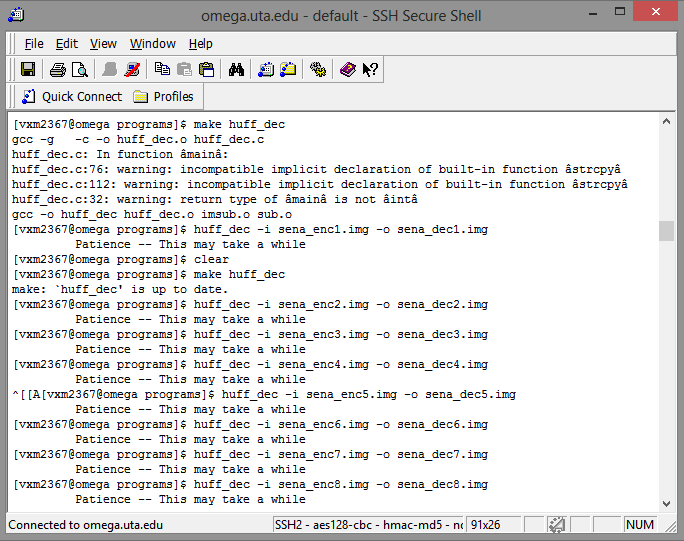 omega.uta.edu - default - SSH Secure Shell
File Edit View Window Help
Quick Connect Profiles
[vxm2367@omega programs]$ make huff_dec
gcc -g   -c -o huff_dec.o huff_dec.c
huff_dec.c: In function âmainâ:
huff_dec.c:76: warning: incompatible implicit declaration of built-in function âstrcpyâ
huff_dec.c:112: warning: incompatible implicit declaration of built-in function âstrcpyâ
huff_dec.c:32: warning: return type of âmainâ is not âintâ
gcc -o huff_dec huff_dec.o imsub.o sub.o
[vxm2367@omega programs]$ huff_dec -i sena_enc1.img -o sena_dec1.img
         Patience -- This may take a while
[vxm2367@omega programs]$ clear
[vxm2367@omega programs]$ make huff_dec
make: `huff_dec' is up to date.
[vxm2367@omega programs]$ huff_dec -i sena_enc2.img -o sena_dec2.img
         Patience -- This may take a while
[vxm2367@omega programs]$ huff_dec -i sena_enc3.img -o sena_dec3.img
         Patience -- This may take a while
[vxm2367@omega programs]$ huff_dec -i sena_enc4.img -o sena_dec4.img
         Patience -- This may take a while
^[[A[vxm2367@omega programs]$ huff_dec -i sena_enc5.img -o sena_dec5.img
         Patience -- This may take a while
[vxm2367@omega programs]$ huff_dec -i sena_enc6.img -o sena_dec6.img
         Patience -- This may take a while
[vxm2367@omega programs]$ huff_dec -i sena_enc7.img -o sena_dec7.img
         Patience -- This may take a while
[vxm2367@omega programs]$ huff_dec -i sena_enc8.img -o sena_dec8.img
         Patience -- This may take a while
Connected to omega.uta.edu SSH2 - aes128-cbc - hmac-md5 - nc 91x26 NUM